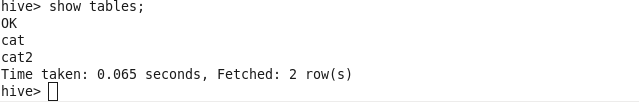 hive> show tables;
OK
cat
cat2
Time taken: 0.065 seconds, Fetched: 2 row(s)
hive>